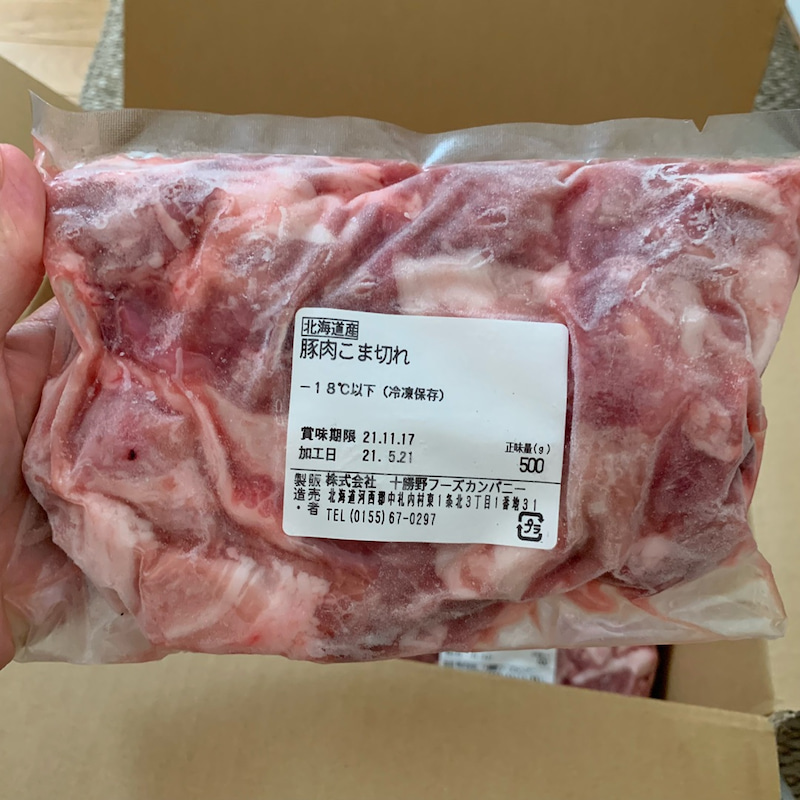 北海道産
豚肉こま切れ
−18℃以下（冷凍保存）
賞味期限 21.11.17
加工日 21. 5.21
正味量(g)
500
製造・販売者 株式会社 十勝野フーズカンパニー
北海道河西郡中札内村東1条北3丁目1番地31
TEL(0155)67-0297
プラ